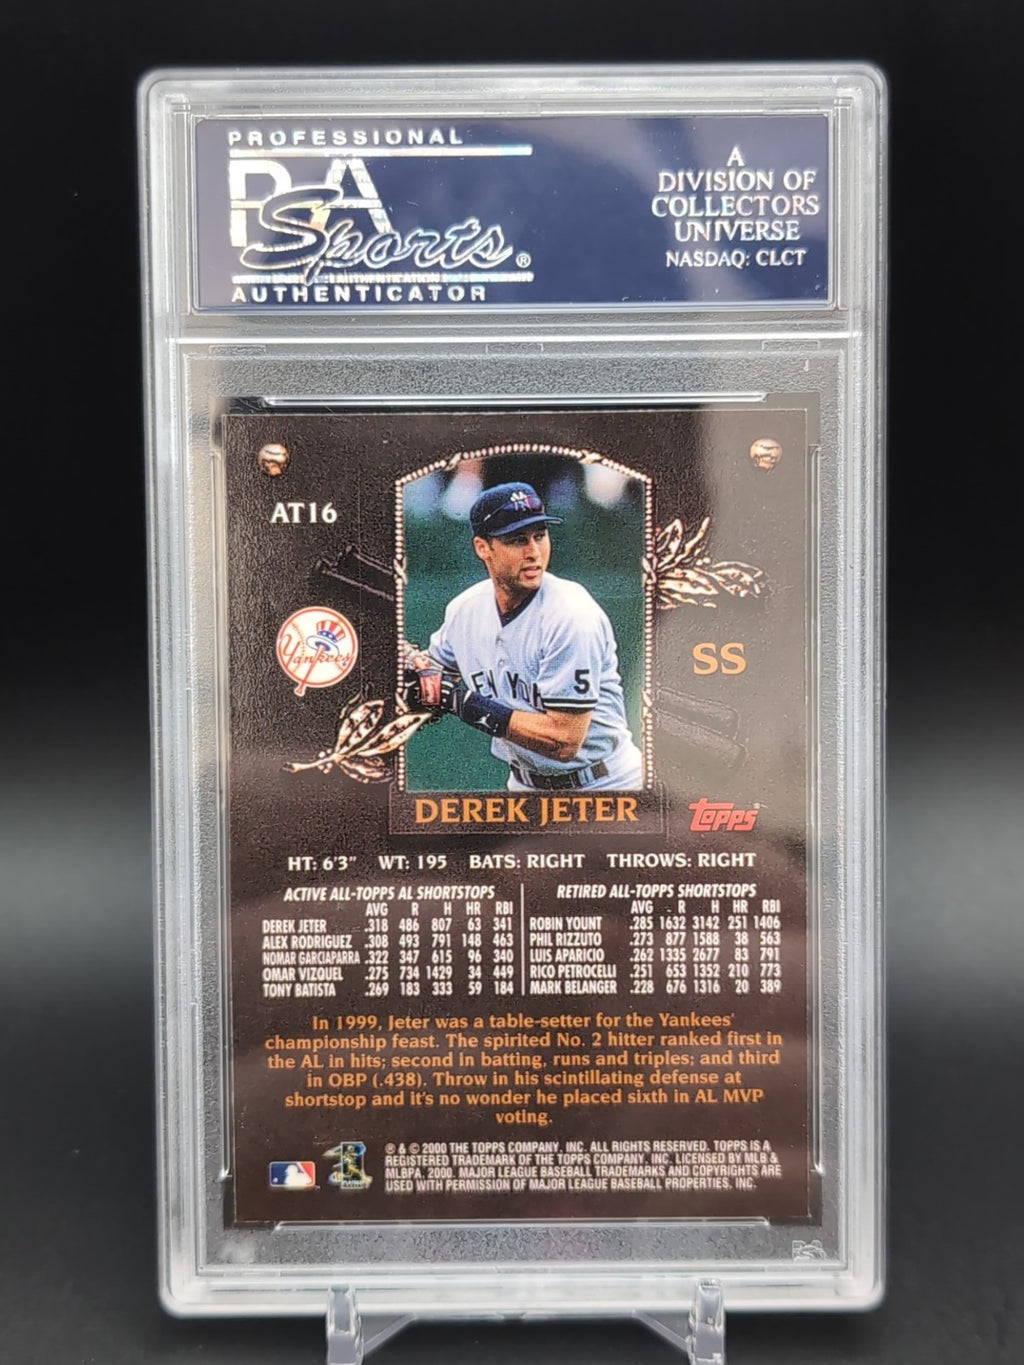 PROFESSIONAL
PSA
Sports®
AUTHENTICATOR
A
DIVISION OF
COLLECTORS
UNIVERSE
NASDAQ: CLCT
AT16
NY
Yankees
SS
NEW YORK 5
DEREK JETER
Topps
HT: 6'3" WT: 195 BATS: RIGHT THROWS: RIGHT
ACTIVE ALL-TOPPS AL SHORTSTOPS
AVG R H HR RBI
DEREK JETER .318 486 807 63 341
ALEX RODRIGUEZ .308 493 791 148 463
NOMAR GARCIAPARRA .322 347 615 96 340
OMAR VIZQUEL .275 734 1429 34 449
TONY BATISTA .269 183 333 59 184
RETIRED ALL-TOPPS SHORTSTOPS
AVG R H HR RBI
ROBIN YOUNT .285 1632 3142 251 1406
PHIL RIZZUTO .273 877 1588 38 563
LUIS APARICIO .262 1335 2677 83 791
RICO PETROCELLI .251 653 1352 210 773
MARK BELANGER .228 676 1316 20 389
In 1999, Jeter was a table-setter for the Yankees'
championship feast. The spirited No. 2 hitter ranked first in
the AL in hits; second in batting, runs and triples; and third
in OBP (.438). Throw in his scintillating defense at
shortstop and it's no wonder he placed sixth in AL MVP
voting.
® & © 2000 THE TOPPS COMPANY, INC. ALL RIGHTS RESERVED. TOPPS IS A
REGISTERED TRADEMARK OF THE TOPPS COMPANY, INC. LICENSED BY MLB &
MLBPA, 2000. MAJOR LEAGUE BASEBALL TRADEMARKS AND COPYRIGHTS ARE
USED WITH PERMISSION OF MAJOR LEAGUE BASEBALL PROPERTIES, INC.